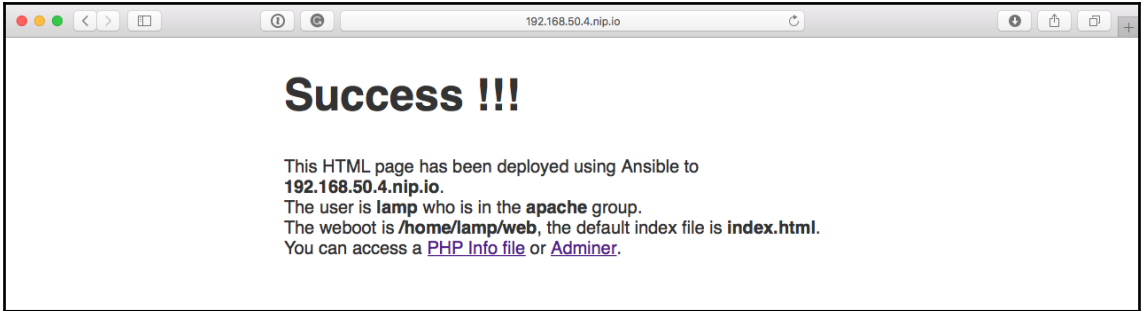 192.168.50.4.nip.io
Success !!!
This HTML page has been deployed using Ansible to
192.168.50.4.nip.io.
The user is lamp who is in the apache group.
The weboot is /home/lamp/web, the default index file is index.html.
You can access a PHP Info file or Adminer.